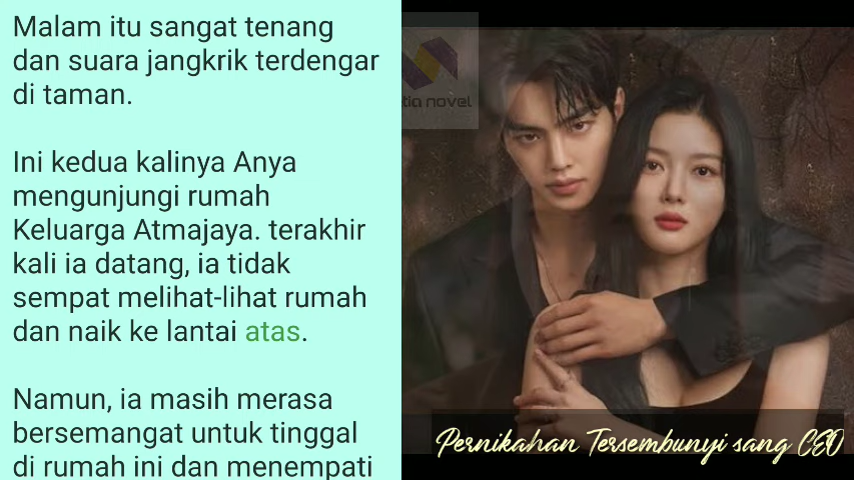 Malam itu sangat tenang
dan suara jangkrik terdengar
di taman.
Ini kedua kalinya Anya
mengunjungi rumah
Keluarga Atmajaya. terakhir
kali ia datang, ia tidak
sempat melihat-lihat rumah
dan naik ke lantai atas.
Namun, ia masih merasa
bersemangat untuk tinggal
di rumah ini dan menempati
novel
Pernikahan Tersembunyi sang CEO